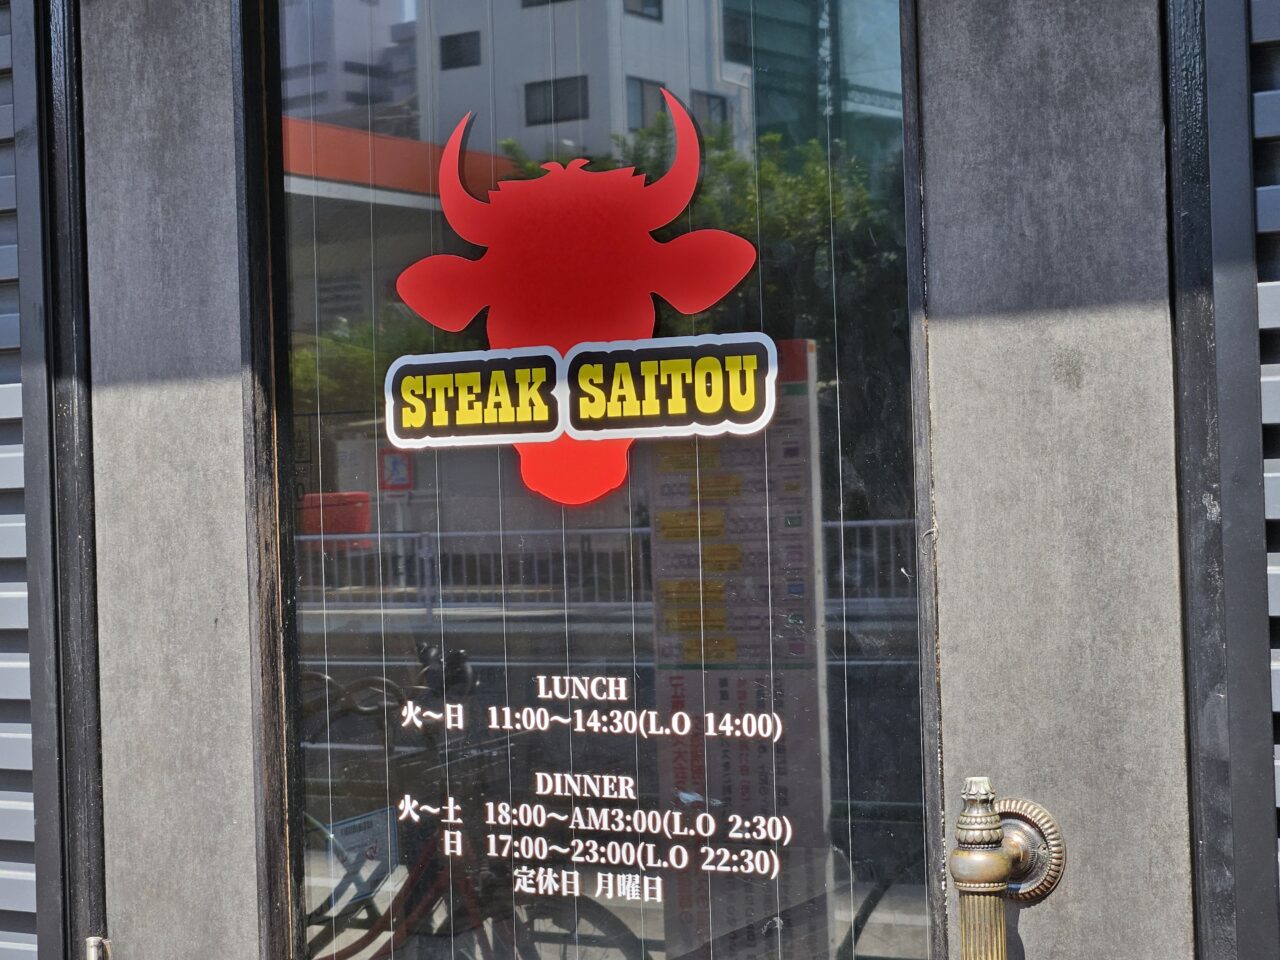 STEAK SAITOU
LUNCH
火〜日 11:00〜14:30(L.O 14:00)
DINNER
火〜土 18:00〜AM3:00(L.O 2:30)
日 17:00〜23:00(L.O 22:30)
定休日 月曜日